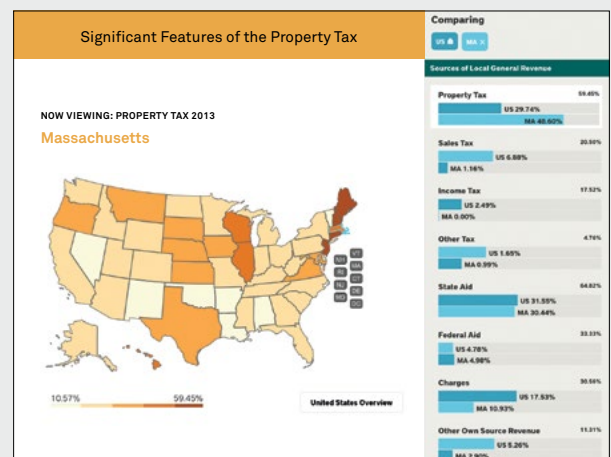 Significant Features of the Property Tax
NOW VIEWING: PROPERTY TAX 2013
Massachusetts
NH
VT
RI
MA
NJ
CT
MD
DE
DC
10.57%
59.45%
United States Overview
Comparing
US
MA ×
Sources of Local General Revenue
Property Tax 59.45%
US 29.74%
MA 48.60%
Sales Tax 20.50%
US 6.88%
MA 1.16%
Income Tax 17.52%
US 2.49%
MA 0.00%
Other Tax 4.76%
US 1.65%
MA 0.99%
State Aid 64.82%
US 31.55%
MA 30.44%
Federal Aid 33.33%
US 4.78%
MA 4.98%
Charges 30.56%
US 17.53%
MA 10.93%
Other Own Source Revenue 11.31%
US 5.26%
MA 2.90%